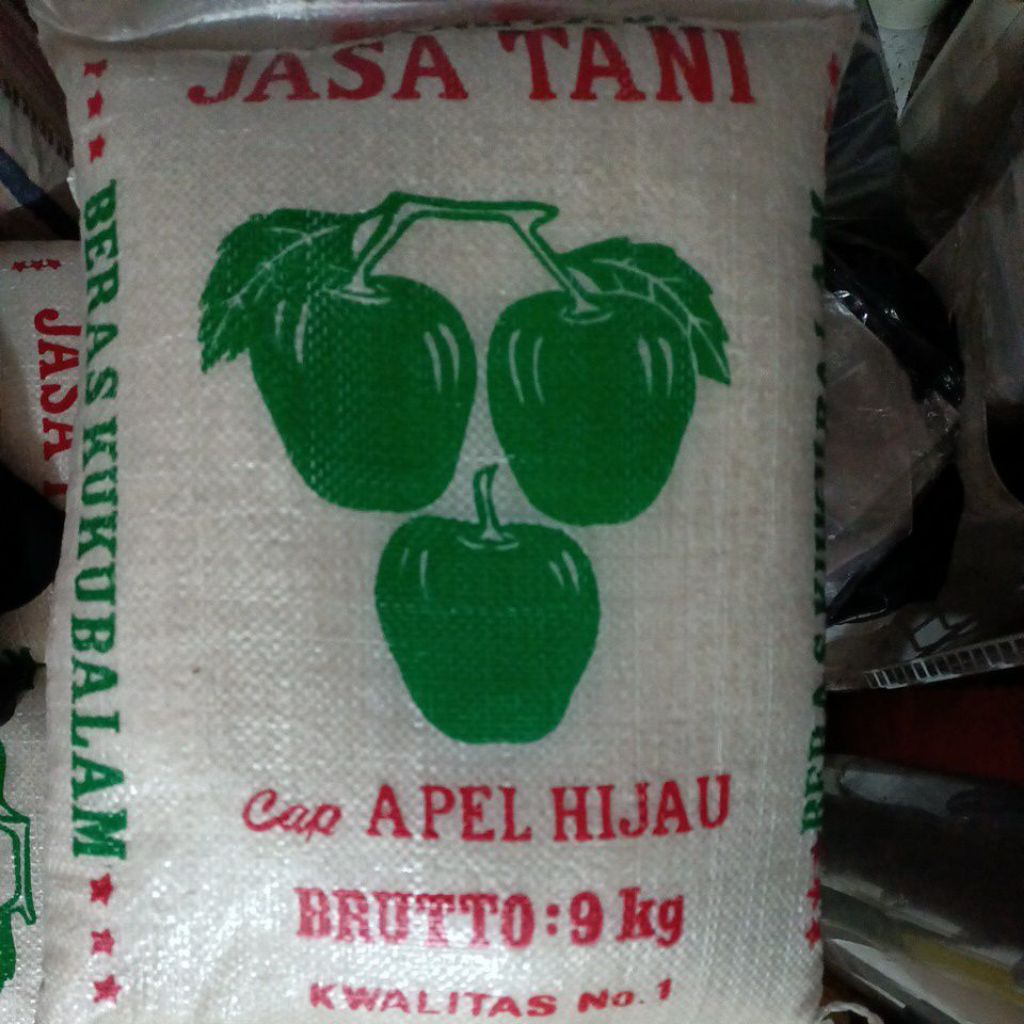 JASA TANI
BERAS KUKUBALAM
Cap APEL HIJAU
BRUTTO : 9 kg
KWALITAS No. 1
JASA